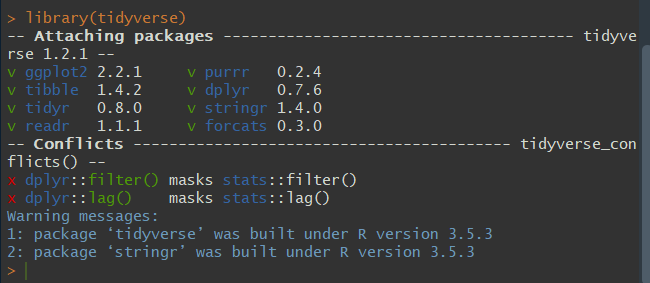 > library(tidyverse)
-- Attaching packages --------------------------------------- tidyve
rse 1.2.1 --
v ggplot2 2.2.1     v purrr   0.2.4
v tibble  1.4.2     v dplyr   0.7.6
v tidyr   0.8.0     v stringr 1.4.0
v readr   1.1.1     v forcats 0.3.0
-- Conflicts ------------------------------------------ tidyverse_con
flicts() --
x dplyr::filter() masks stats::filter()
x dplyr::lag()    masks stats::lag()
Warning messages:
1: package ‘tidyverse’ was built under R version 3.5.3
2: package ‘stringr’ was built under R version 3.5.3
>